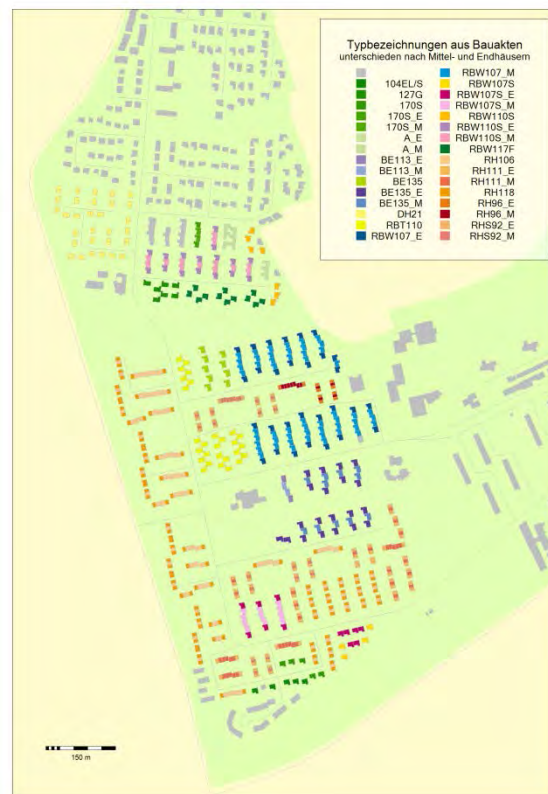 Typbezeichnungen aus Bauakten
unterschieden nach Mittel- und Endhäusern
104EL/S
127G
170S
170S_E
170S_M
A_E
A_M
BE113_E
BE113_M
BE135
BE135_E
BE135_M
DH21
RBT110
RBW107_E
RBW107_M
RBW107S
RBW107S_E
RBW107S_M
RBW110S
RBW110S_E
RBW110S_M
RBW117F
RH106
RH111_E
RH111_M
RH118
RH96_E
RH96_M
RHS92_E
RHS92_M
150 m